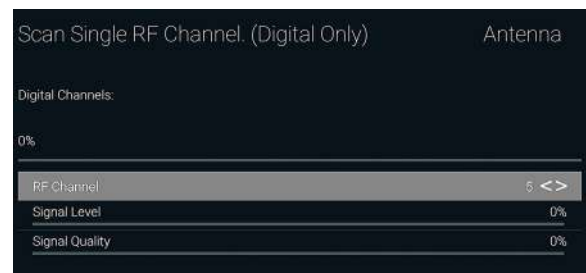 Scan Single RF Channel. (Digital Only) Antenna
Digital Channels:
0%
RF Channel 5 <>
Signal Level 0%
Signal Quality 0%